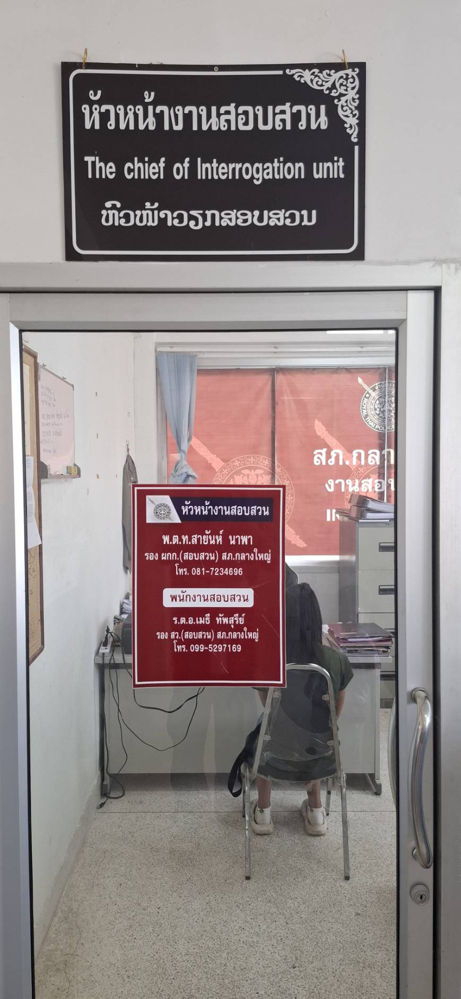 หัวหน้างานสอบสวน
The chief of Interrogation unit
ຫົວໜ້າວຽກສອບສວນ
ROYAL THAI POLICE
สภ.กลา
งานสอบ
หัวหน้างานสอบสวน
พ.ต.ท.สายันห์ นาพา
รอง ผกก.(สอบสวน) สภ.กลางใหญ่
โทร. 081-7234696
พนักงานสอบสวน
ร.ต.อ.เมธี ทัพสุรีย์
รอง สว.(สอบสวน) สภ.กลางใหญ่
โทร. 099-5297169